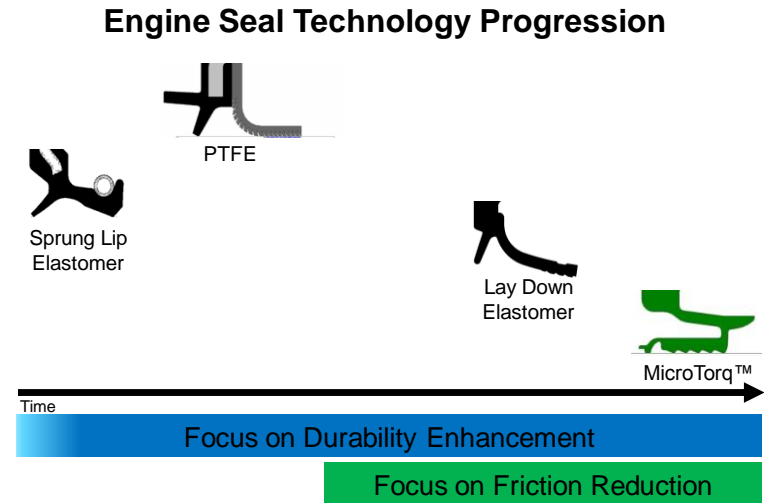 Engine Seal Technology Progression
PTFE
Sprung Lip
Elastomer
Lay Down
Elastomer
MicroTorq™
Time
Focus on Durability Enhancement
Focus on Friction Reduction